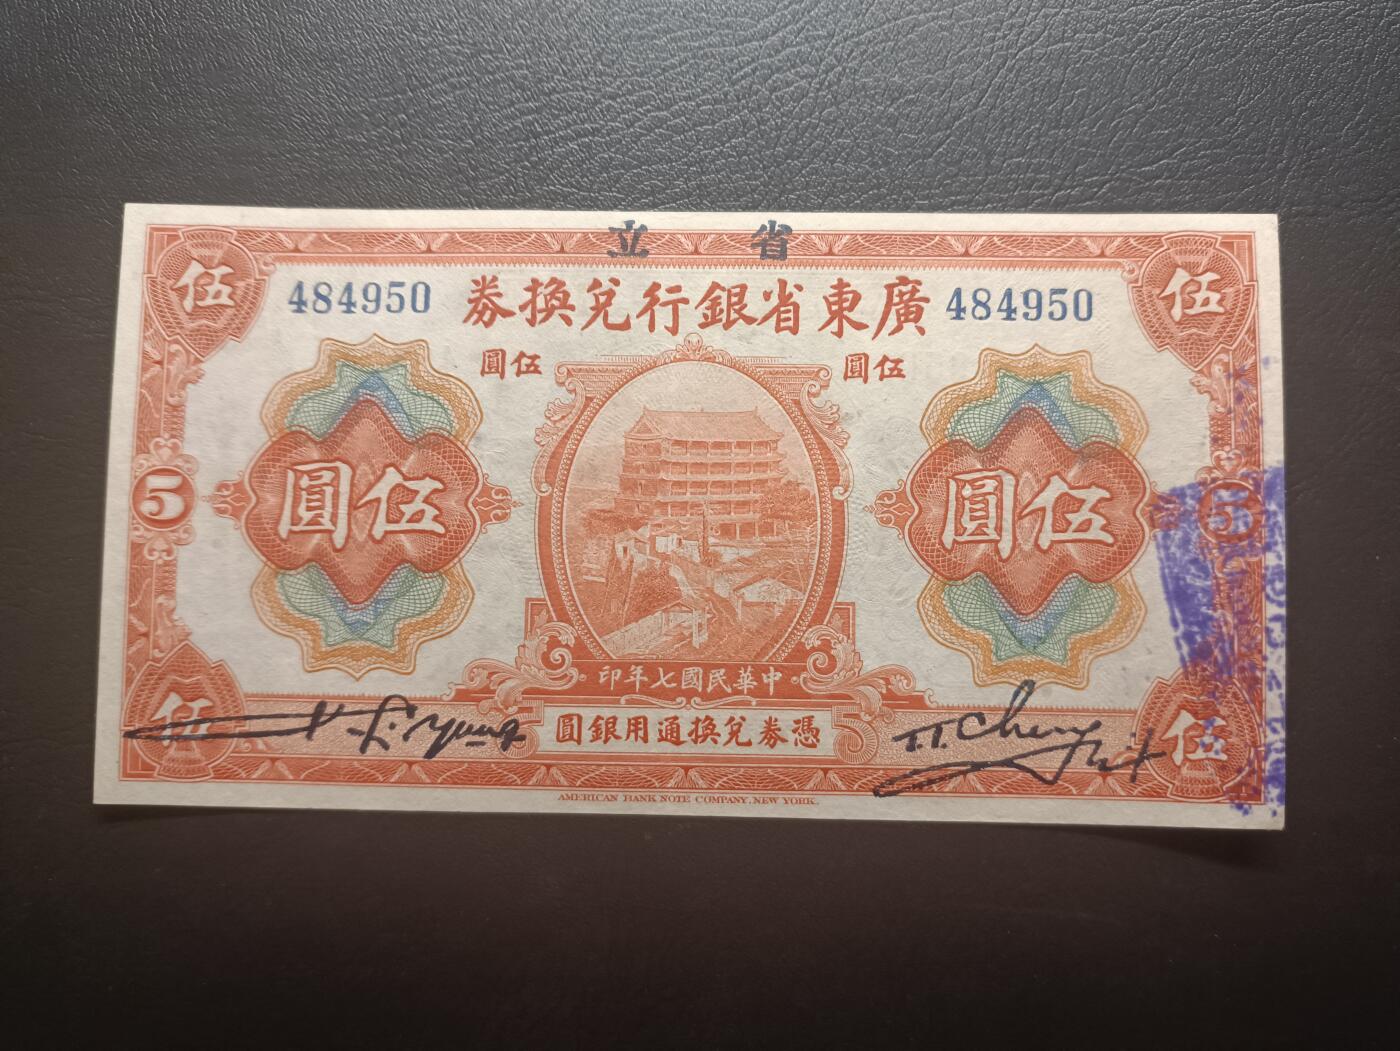 省立
伍 伍
484950 廣東省銀行兌換券 484950
伍圓 伍圓
伍圓 伍圓
5 5
中華民國七年印
伍 伍
憑券兌換通用銀圓
AMERICAN BANK NOTE COMPANY, NEW YORK.